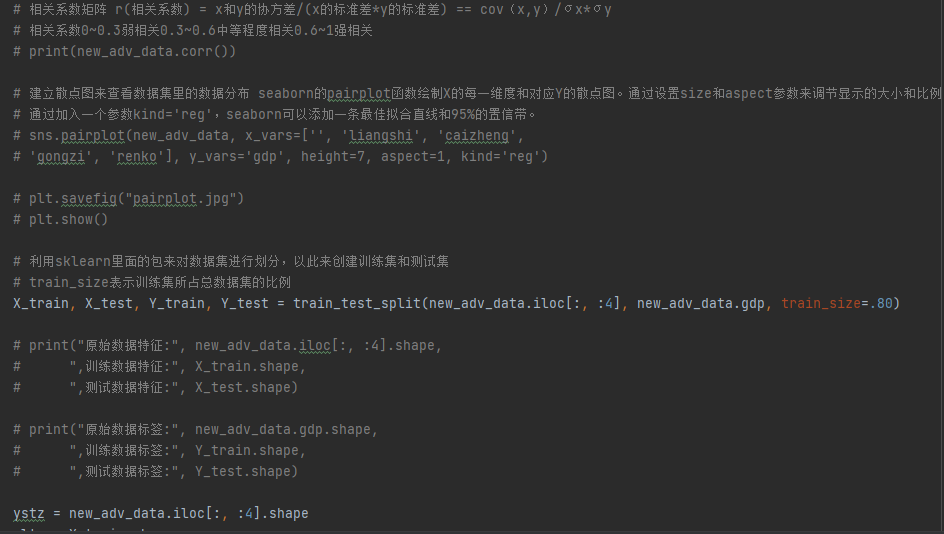 # 相关系数矩阵 r(相关系数) = x和y的协方差/(x的标准差*y的标准差) == cov（x,y）/σx*σy
# 相关系数0~0.3弱相关0.3~0.6中等程度相关0.6~1强相关
# print(new_adv_data.corr())
# 建立散点图来查看数据集里的数据分布 seaborn的pairplot函数绘制X的每一维度和对应Y的散点图。通过设置size和aspect参数来调节显示的大小和比例
# 通过加入一个参数kind='reg'，seaborn可以添加一条最佳拟合直线和95%的置信带。
# sns.pairplot(new_adv_data, x_vars=['', 'liangshi', 'caizheng',
# 'gongzi', 'renko'], y_vars='gdp', height=7, aspect=1, kind='reg')
# plt.savefig("pairplot.jpg")
# plt.show()
# 利用sklearn里面的包来对数据集进行划分，以此来创建训练集和测试集
# train_size表示训练集所占总数据集的比例
X_train, X_test, Y_train, Y_test = train_test_split(new_adv_data.iloc[:, :4], new_adv_data.gdp, train_size=.80)
# print("原始数据特征:", new_adv_data.iloc[:, :4].shape,
#       ",训练数据特征:", X_train.shape,
#       ",测试数据特征:", X_test.shape)
# print("原始数据标签:", new_adv_data.gdp.shape,
#       ",训练数据标签:", Y_train.shape,
#       ",测试数据标签:", Y_test.shape)
ystz = new_adv_data.iloc[:, :4].shape